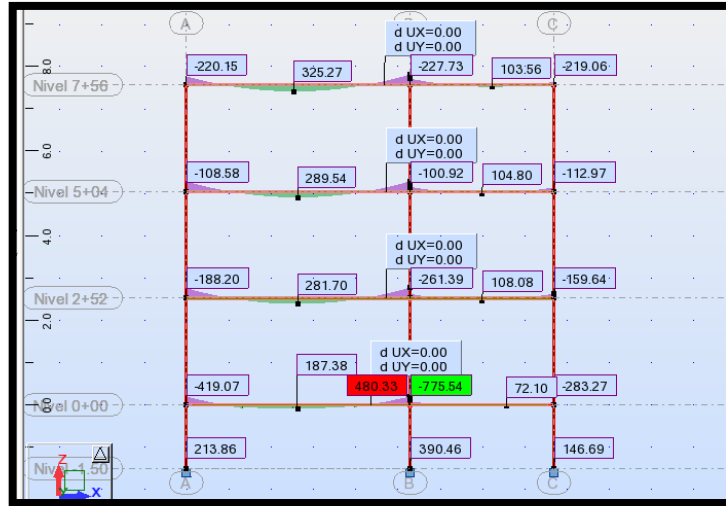 A B C
d UX=0.00
d UY=0.00
8.0
-220.15 325.27 -227.73 103.56 -219.06
Nivel 7+56
6.0
d UX=0.00
d UY=0.00
-108.58 289.54 -100.92 104.80 -112.97
Nivel 5+04
4.0
d UX=0.00
d UY=0.00
-188.20 281.70 -261.39 108.08 -159.64
Nivel 2+52
2.0
d UX=0.00
d UY=0.00
187.38
-419.07 480.33 -775.54 72.10 -283.27
Nivel 0+00
0.0
213.86 390.46 146.69
Nivel -1.50
Z
Y X
A B C